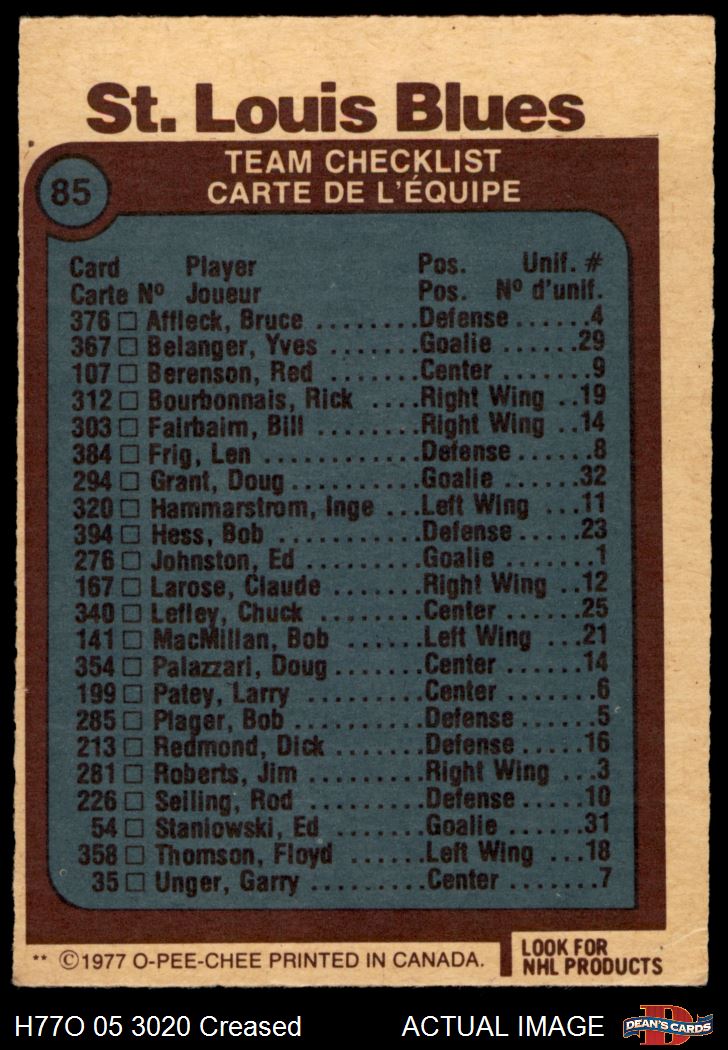 St. Louis Blues
85
TEAM CHECKLIST
CARTE DE L'ÉQUIPE
Card Player Pos. Unif. #
Carte Nº Joueur Pos. Nº d'unif.
376 □ Affleck, Bruce ........Defense......4
367 □ Belanger, Yves .......Goalie ......29
107 □ Berenson, Red .......Center .......9
312 □ Bourbonnais, Rick ....Right Wing ..19
303 □ Fairbairn, Bill ........Right Wing ..14
384 □ Frig, Len ............Defense......8
294 □ Grant, Doug..........Goalie ......32
320 □ Hammarstrom, Inge ...Left Wing ...11
394 □ Hess, Bob ...........Defense.....23
276 □ Johnston, Ed .........Goalie .......1
167 □ Larose, Claude .......Right Wing ..12
340 □ Lefley, Chuck ........Center ......25
141 □ MacMillan, Bob ......Left Wing ...21
354 □ Palazzari, Doug.......Center ......14
199 □ Patey, Larry .........Center .......6
285 □ Plager, Bob ..........Defense......5
213 □ Redmond, Dick .......Defense.....16
281 □ Roberts, Jim .........Right Wing ...3
226 □ Seiling, Rod .........Defense.....10
54 □ Staniowski, Ed .......Goalie ......31
358 □ Thomson, Floyd ......Left Wing ...18
35 □ Unger, Garry .........Center .......7
** ©1977 O-PEE-CHEE PRINTED IN CANADA.
LOOK FOR
NHL PRODUCTS
H77O 05 3020 Creased ACTUAL IMAGE
DEAN'S CARDS